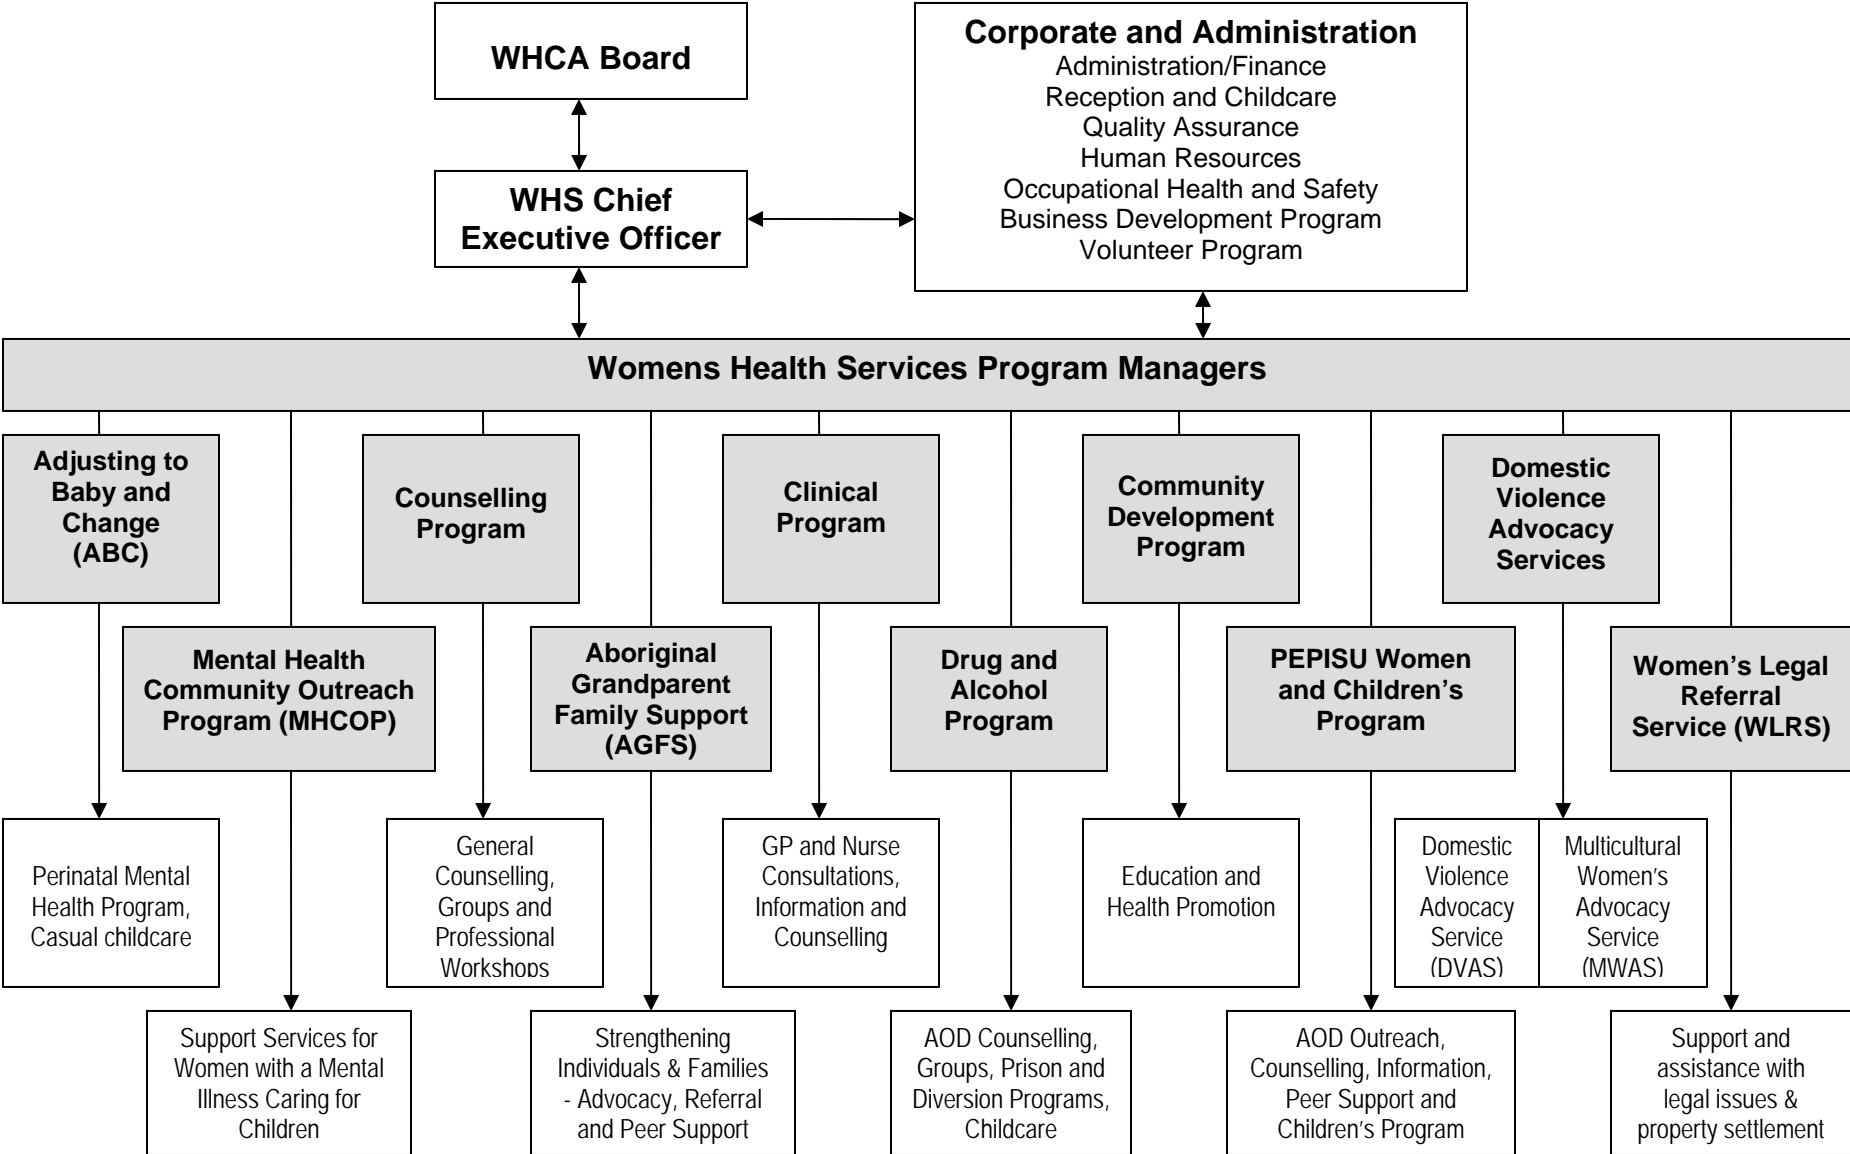 WHCA Board
Corporate and Administration
Administration/Finance
Reception and Childcare
Quality Assurance
Human Resources
Occupational Health and Safety
Business Development Program
Volunteer Program
WHS Chief
Executive Officer
Womens Health Services Program Managers
Adjusting to
Baby and
Change
(ABC)
Counselling
Program
Clinical
Program
Community
Development
Program
Domestic
Violence
Advocacy
Services
Mental Health
Community Outreach
Program (MHCOP)
Aboriginal
Grandparent
Family Support
(AGFS)
Drug and
Alcohol
Program
PEPISU Women
and Children’s
Program
Women’s Legal
Referral
Service (WLRS)
Perinatal Mental
Health Program,
Casual childcare
General
Counselling,
Groups and
Professional
Workshops
GP and Nurse
Consultations,
Information and
Counselling
Education and
Health Promotion
Domestic
Violence
Advocacy
Service
(DVAS)
Multicultural
Women’s
Advocacy
Service
(MWAS)
Support Services for
Women with a Mental
Illness Caring for
Children
Strengthening
Individuals & Families
- Advocacy, Referral
and Peer Support
AOD Counselling,
Groups, Prison and
Diversion Programs,
Childcare
AOD Outreach,
Counselling, Information,
Peer Support and
Children’s Program
Support and
assistance with
legal issues &
property settlement